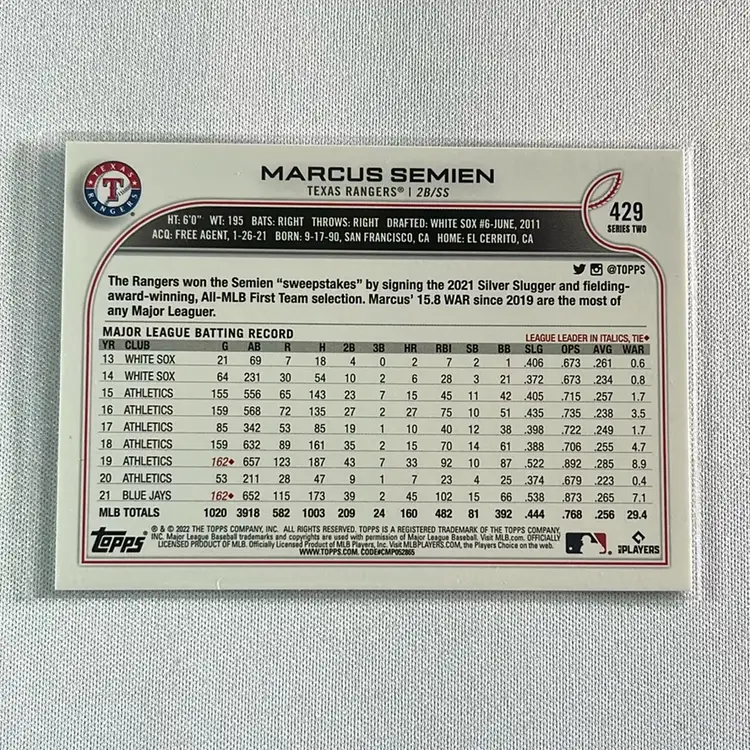 TEXAS
RANGERS
T
MARCUS SEMIEN
TEXAS RANGERS® | 2B/SS
HT: 6'0" WT: 195 BATS: RIGHT THROWS: RIGHT DRAFTED: WHITE SOX #6-JUNE, 2011
ACQ: FREE AGENT, 1-26-21 BORN: 9-17-90, SAN FRANCISCO, CA HOME: EL CERRITO, CA
429
SERIES TWO
@TOPPS
The Rangers won the Semien "sweepstakes" by signing the 2021 Silver Slugger and fielding-
award-winning, All-MLB First Team selection. Marcus' 15.8 WAR since 2019 are the most of
any Major Leaguer.
MAJOR LEAGUE BATTING RECORD LEAGUE LEADER IN ITALICS, TIE♦
YR CLUB G AB R H 2B 3B HR RBI SB BB SLG OPS AVG WAR
13 WHITE SOX 21 69 7 18 4 0 2 7 2 1 .406 .673 .261 0.6
14 WHITE SOX 64 231 30 54 10 2 6 28 3 21 .372 .673 .234 0.8
15 ATHLETICS 155 556 65 143 23 7 15 45 11 42 .405 .715 .257 1.7
16 ATHLETICS 159 568 72 135 27 2 27 75 10 51 .435 .735 .238 3.5
17 ATHLETICS 85 342 53 85 19 1 10 40 12 38 .398 .722 .249 1.7
18 ATHLETICS 159 632 89 161 35 2 15 70 14 61 .388 .706 .255 4.7
19 ATHLETICS 162♦ 657 123 187 43 7 33 92 10 87 .522 .892 .285 8.9
20 ATHLETICS 53 211 28 47 9 1 7 23 4 25 .374 .679 .223 0.4
21 BLUE JAYS 162♦ 652 115 173 39 2 45 102 15 66 .538 .873 .265 7.1
MLB TOTALS 1020 3918 582 1003 209 24 160 482 81 392 .444 .768 .256 29.4
Topps
® & © 2022 THE TOPPS COMPANY, INC. ALL RIGHTS RESERVED. TOPPS IS A REGISTERED TRADEMARK OF THE TOPPS COMPANY,
INC. Major League Baseball trademarks and copyrights are used with permission of Major League Baseball. Visit MLB.com. OFFICIALLY
LICENSED PRODUCT OF MLB. Officially Licensed Product of MLB Players, Inc. Visit MLBPLAYERS.COM, the Players Choice on the web.
WWW.TOPPS.COM. CODE#CMP052865
PLAYERS